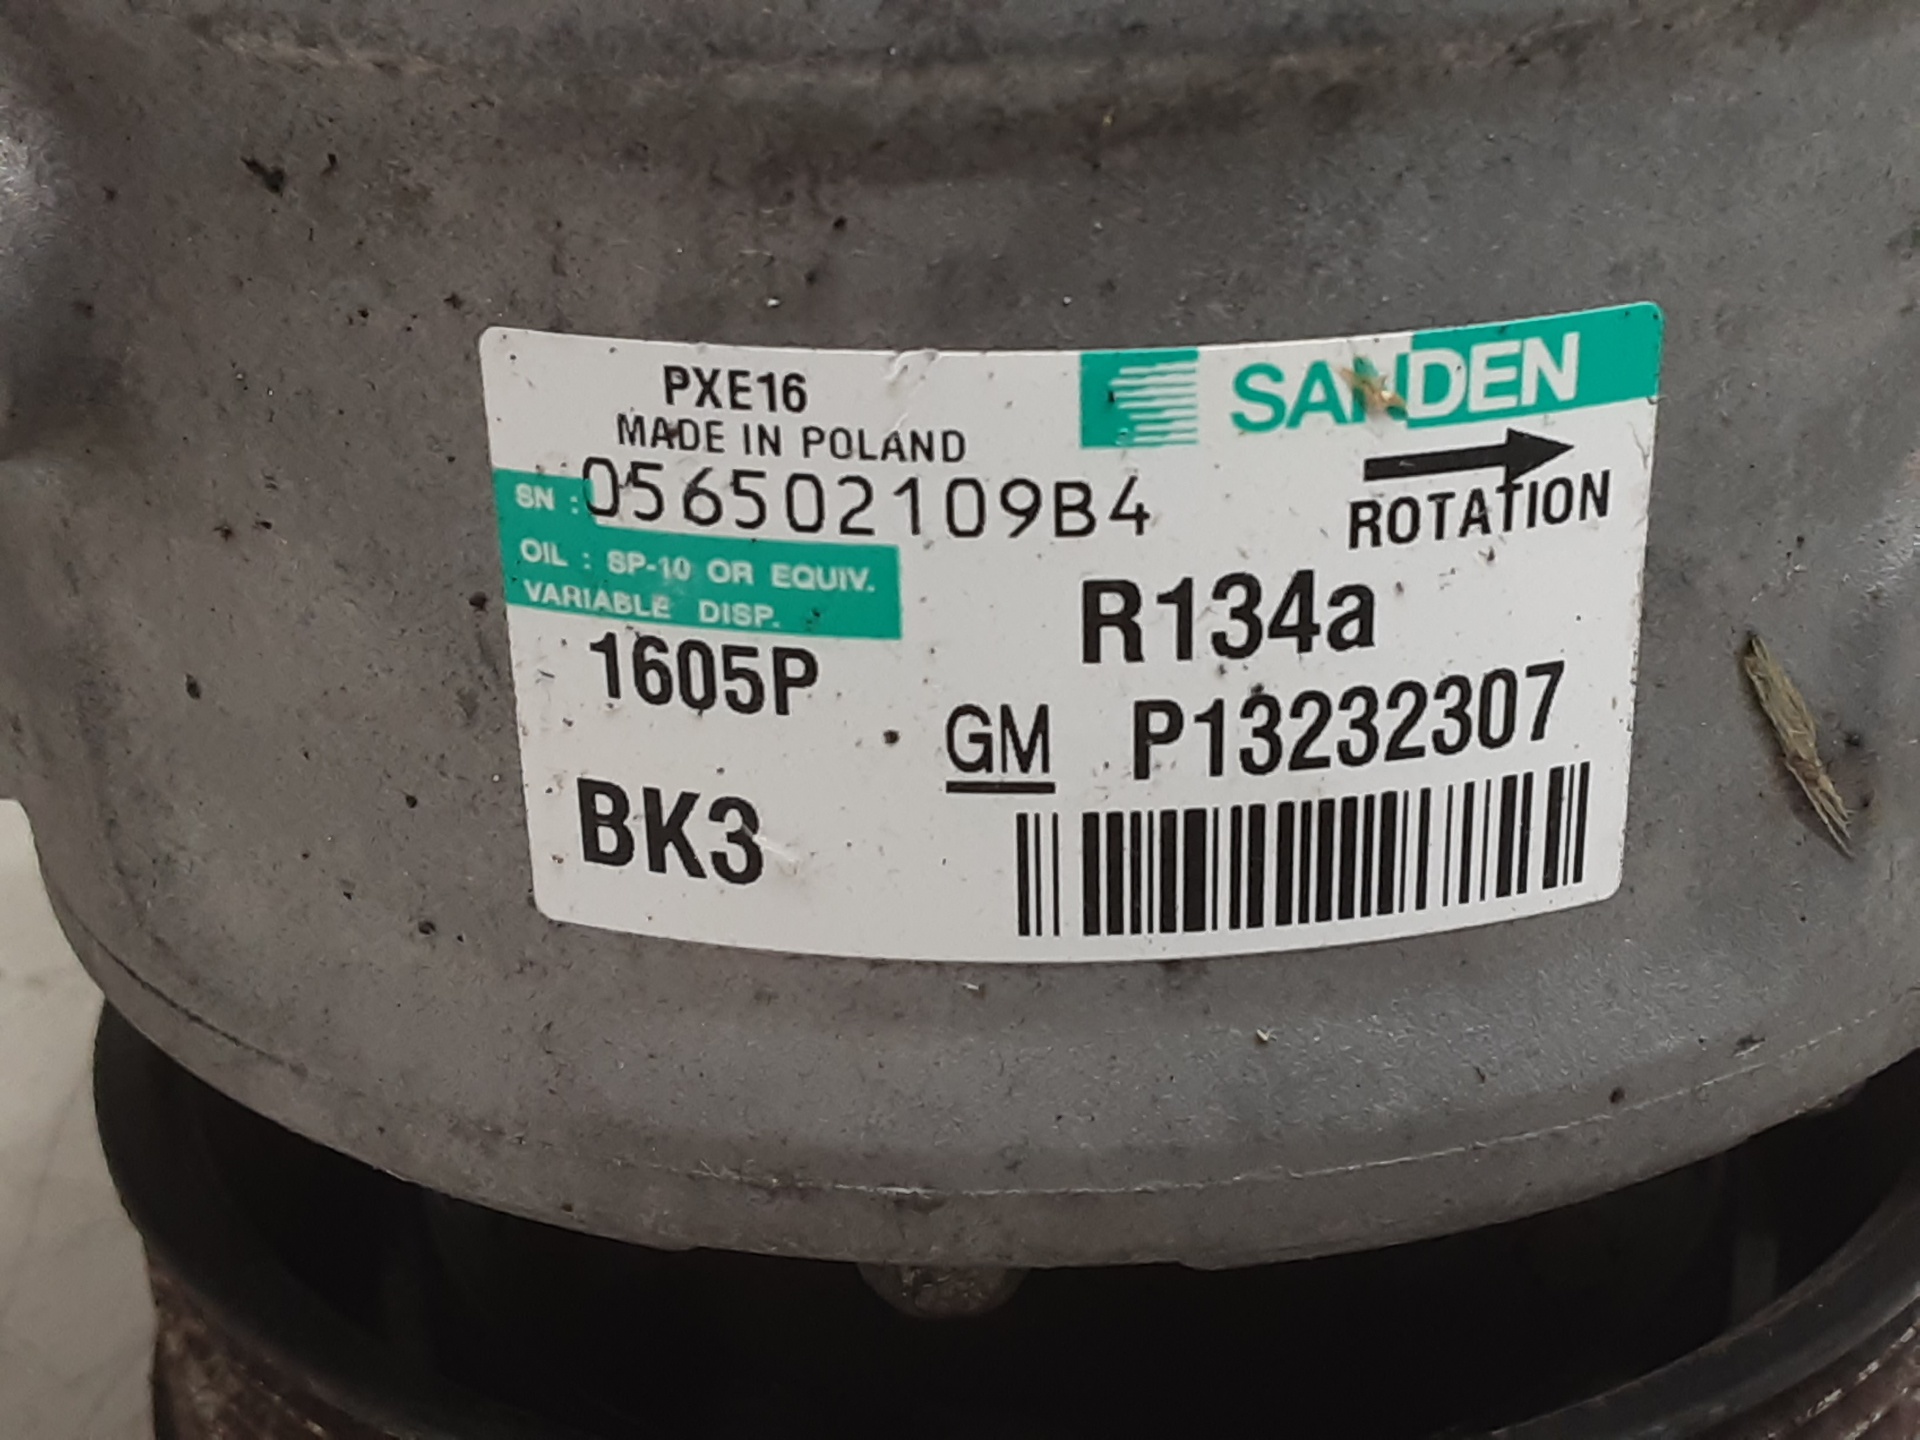 PXE16
SANDEN
MADE IN POLAND
SN : 056502109B4
ROTATION
OIL : SP-10 OR EQUIV.
VARIABLE DISP.
R134a
1605P
GM P13232307
BK3